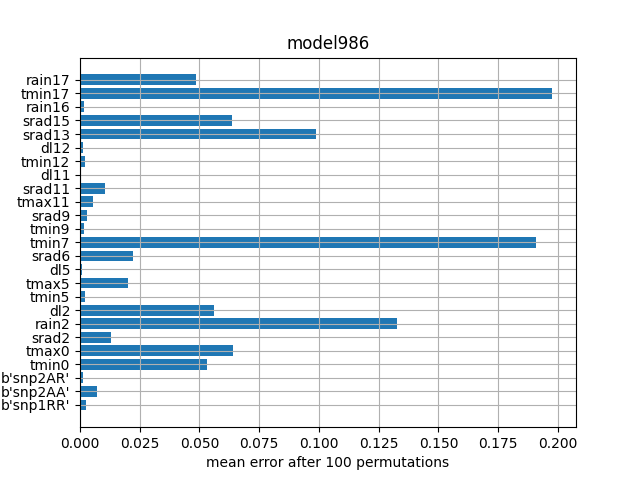 model986
rain17
tmin17
rain16
srad15
srad13
dl12
tmin12
dl11
srad11
tmax11
srad9
tmin9
tmin7
srad6
dl5
tmax5
tmin5
dl2
rain2
srad2
tmax0
tmin0
b'snp2AR'
b'snp2AA'
b'snp1RR'
0.000 0.025 0.050 0.075 0.100 0.125 0.150 0.175 0.200
mean error after 100 permutations